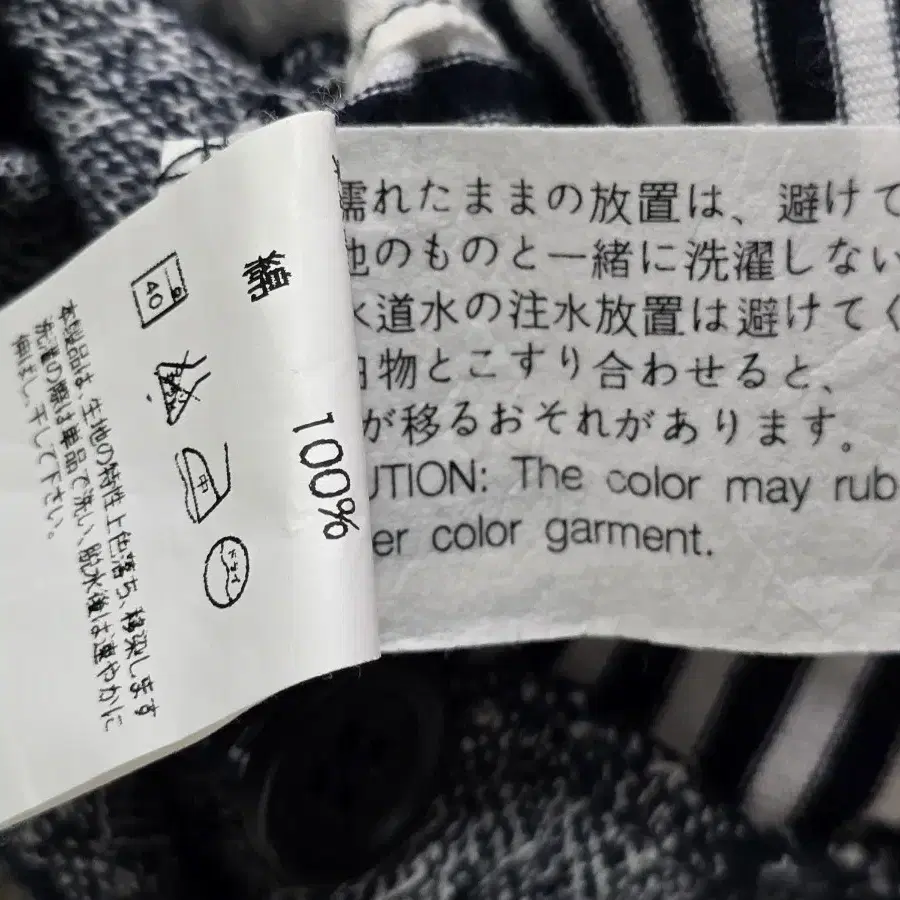 綿 100%
40
ドライ
本製品は、生地の特性上色落ち、移染します
洗濯の際は単品で洗い、脱水後は速やかに
伸ばし、干して下さい。
濡れたままの放置は、避けて
他のものと一緒に洗濯しない
水道水の注水放置は避けてく
白物とこすり合わせると、
が移るおそれがあります。
UTION: The color may rub
er color garment.